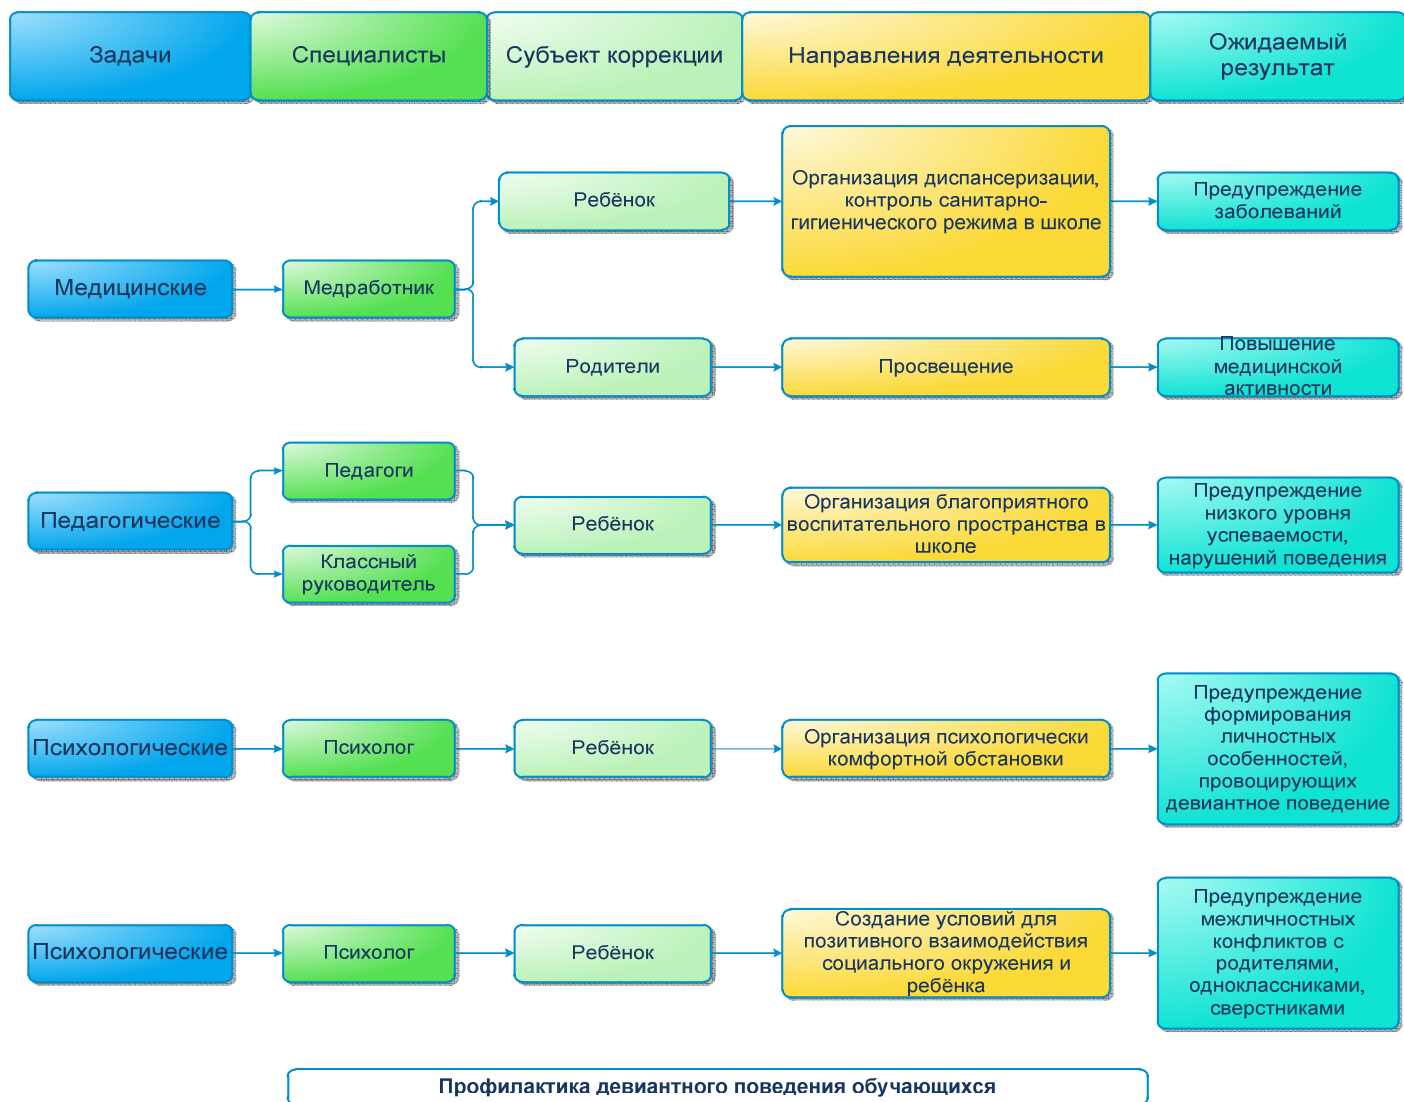 Задачи
Специалисты
Субъект коррекции
Направления деятельности
Ожидаемый
результат
Ребёнок
Организация диспансеризации,
контроль санитарно-
гигиенического режима в школе
Предупреждение
заболеваний
Медицинские
Медработник
Родители
Просвещение
Повышение
медицинской
активности
Педагогические
Педагоги
Классный
руководитель
Ребёнок
Организация благоприятного
воспитательного пространства в
школе
Предупреждение
низкого уровня
успеваемости,
нарушений поведения
Психологические
Психолог
Ребёнок
Организация психологически
комфортной обстановки
Предупреждение
формирования
личностных
особенностей,
провоцирующих
девиантное поведение
Психологические
Психолог
Ребёнок
Создание условий для
позитивного взаимодействия
социального окружения и
ребёнка
Предупреждение
межличностных
конфликтов с
родителями,
одноклассниками,
сверстниками
Профилактика девиантного поведения обучающихся